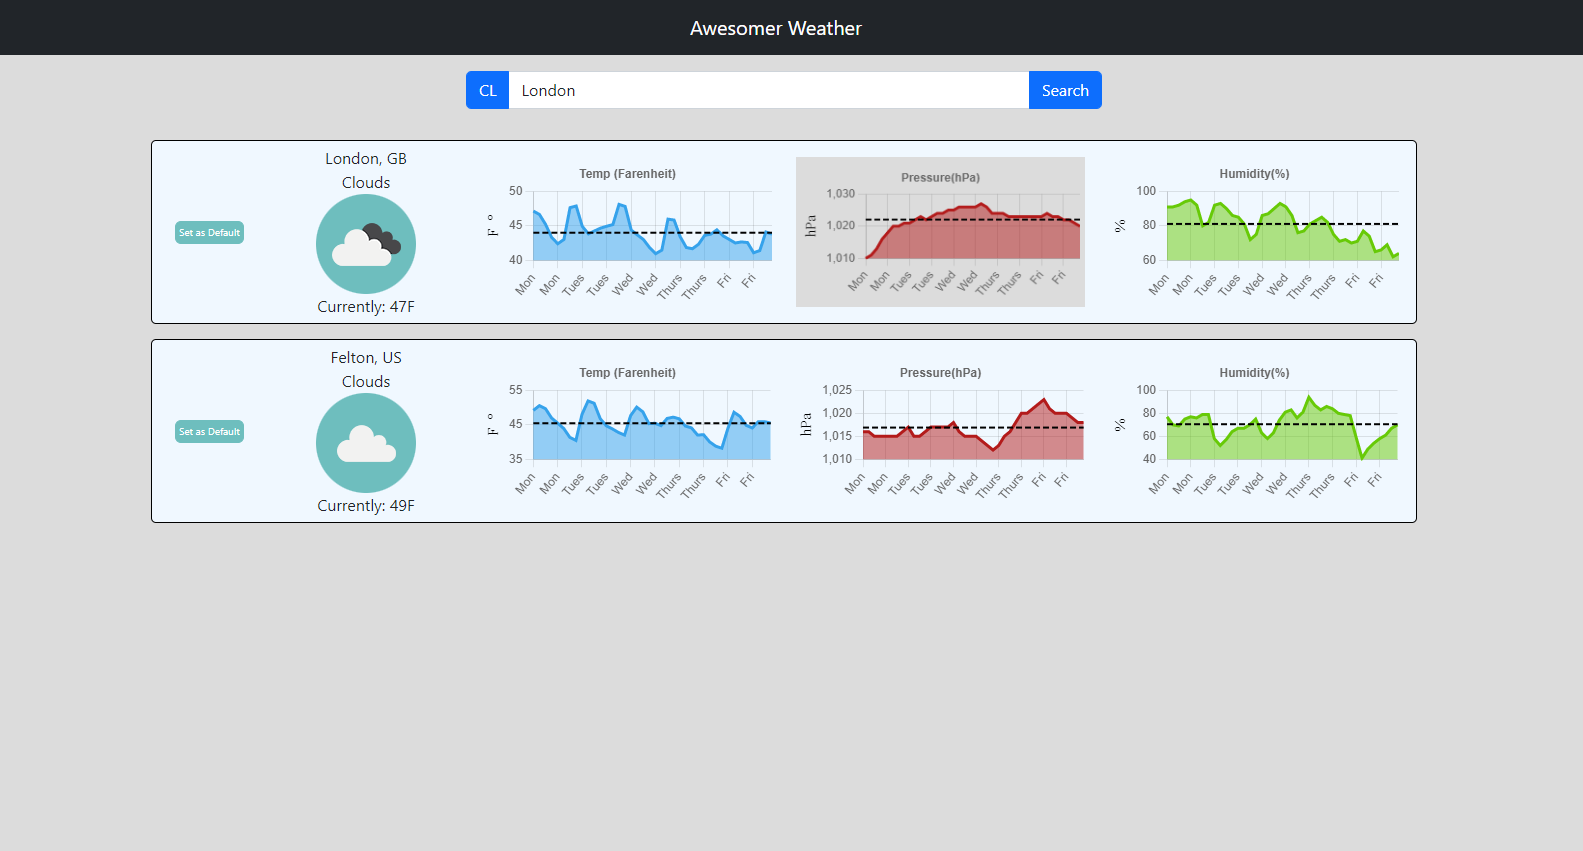 Awesomer Weather
CL London Search
London, GB
Clouds
Set as Default
Currently: 47F
Temp (Farenheit)
F °
50
45
40
Mon Mon Tues Tues Wed Wed Thurs Thurs Fri Fri
Pressure(hPa)
hPa
1,030
1,020
1,010
Mon Mon Tues Tues Wed Wed Thurs Thurs Fri Fri
Humidity(%)
%
100
80
60
Mon Mon Tues Tues Wed Wed Thurs Thurs Fri Fri
Felton, US
Clouds
Set as Default
Currently: 49F
Temp (Farenheit)
F °
55
45
35
Mon Mon Tues Tues Wed Wed Thurs Thurs Fri Fri
Pressure(hPa)
hPa
1,025
1,020
1,015
1,010
Mon Mon Tues Tues Wed Wed Thurs Thurs Fri Fri
Humidity(%)
%
100
80
60
40
Mon Mon Tues Tues Wed Wed Thurs Thurs Fri Fri